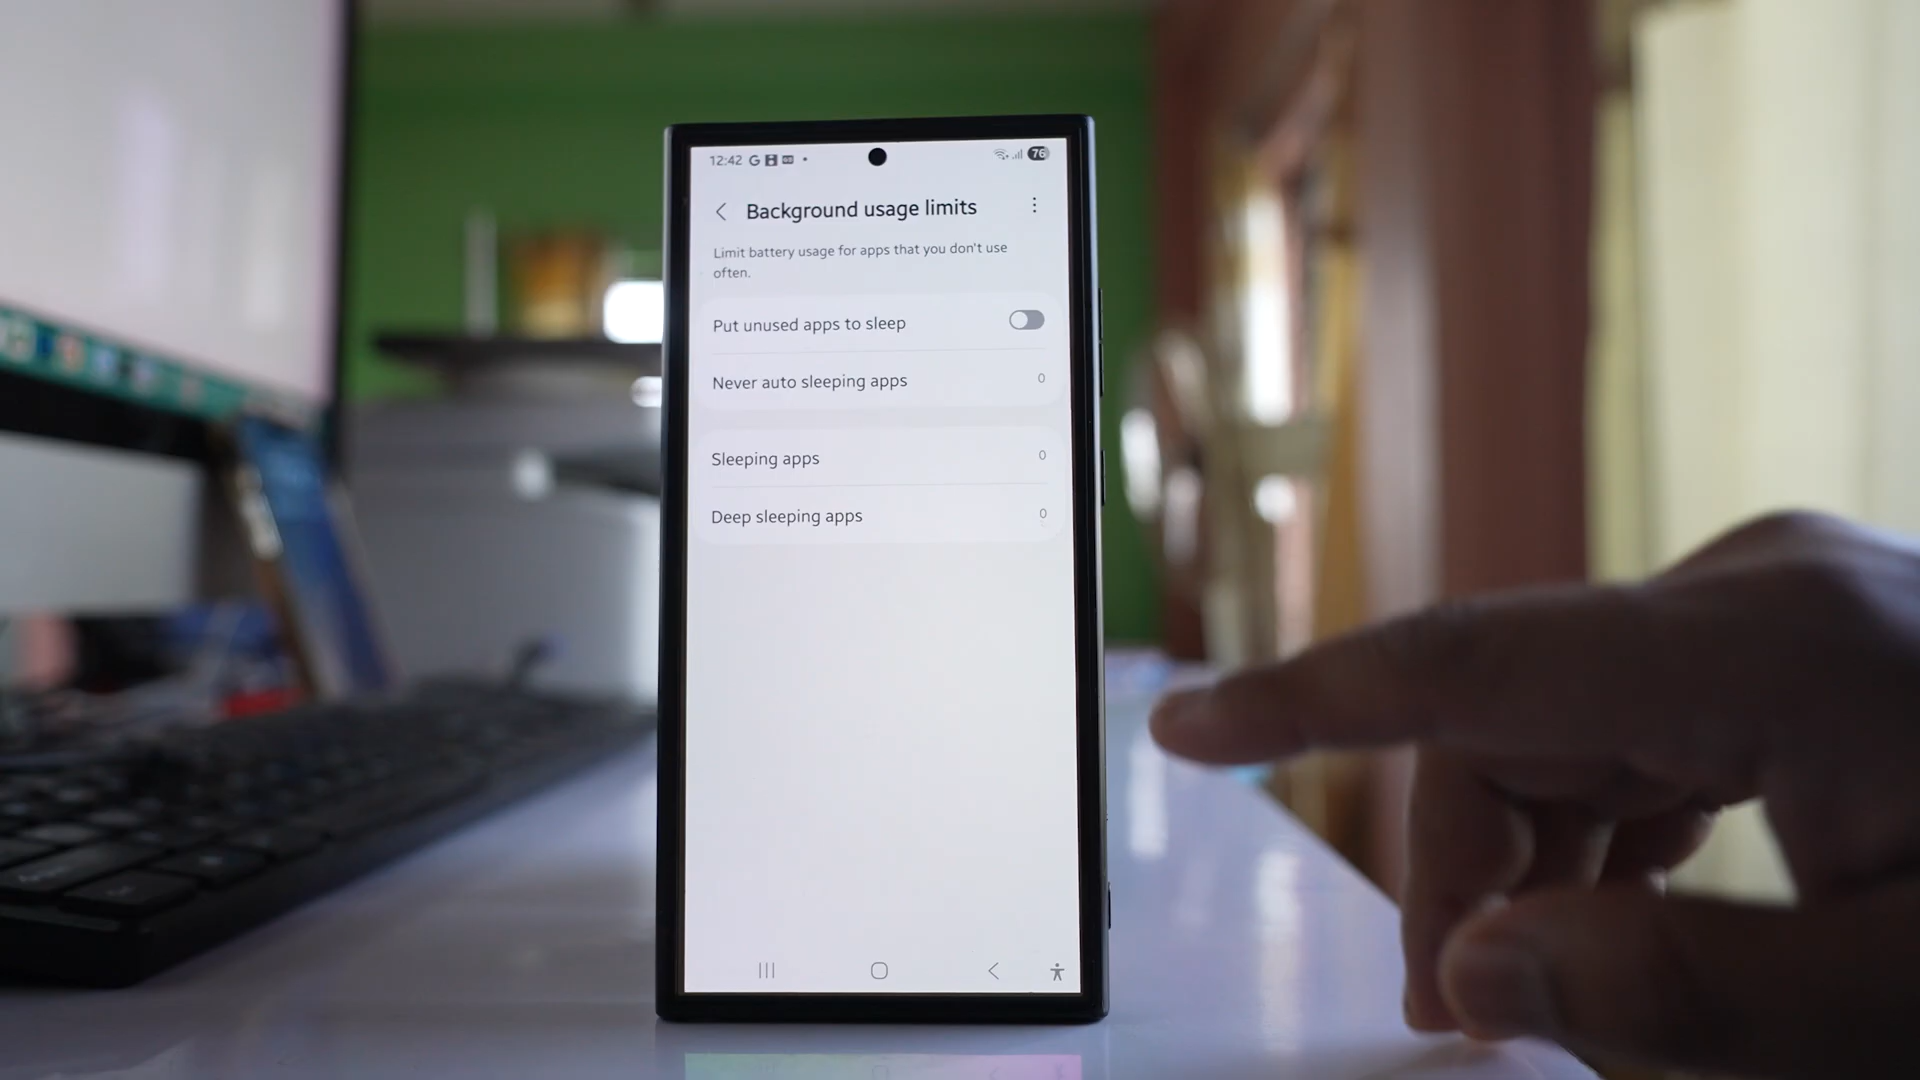 12:42 G
76
Background usage limits
Limit battery usage for apps that you don't use
often.
Put unused apps to sleep
Never auto sleeping apps 0
Sleeping apps 0
Deep sleeping apps 0